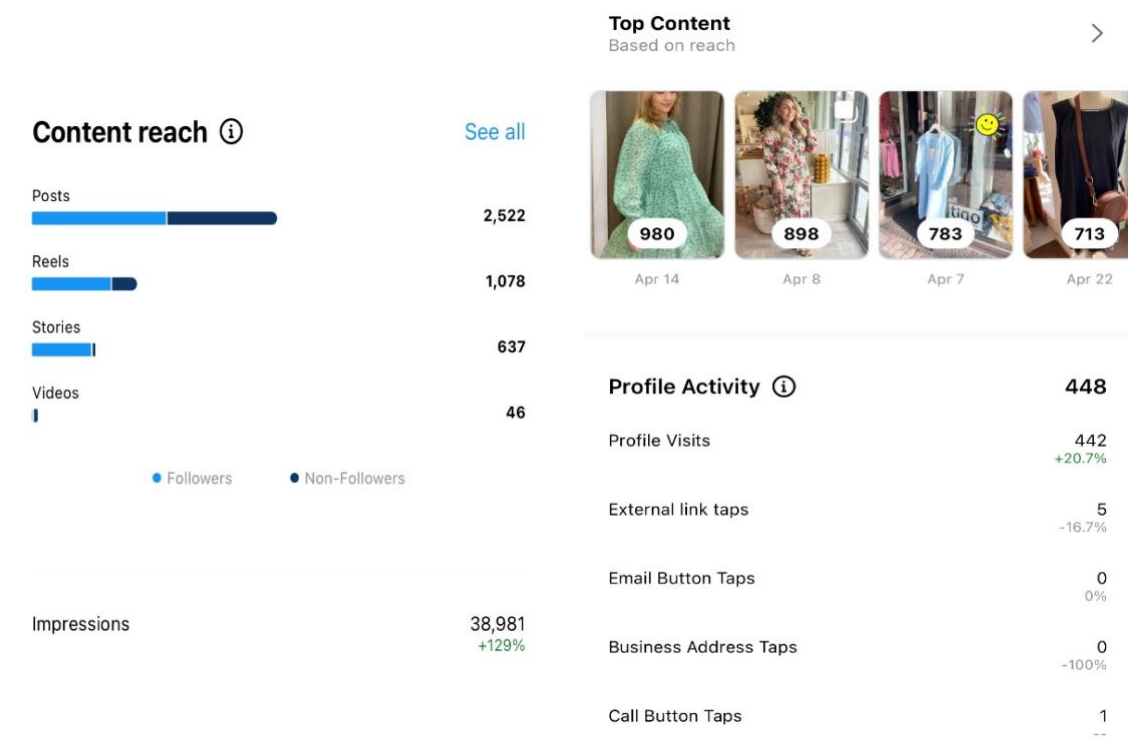 Content reach
See all
Posts
2,522
Reels
1,078
Stories
637
Videos
46
Followers
Non-Followers
Impressions
38,981
+129%
Top Content
Based on reach
980
898
783
713
tigo
Apr 14
Apr 8
Apr 7
Apr 22
Profile Activity
448
Profile Visits
442
+20.7%
External link taps
5
-16.7%
Email Button Taps
0
0%
Business Address Taps
0
-100%
Call Button Taps
1
--